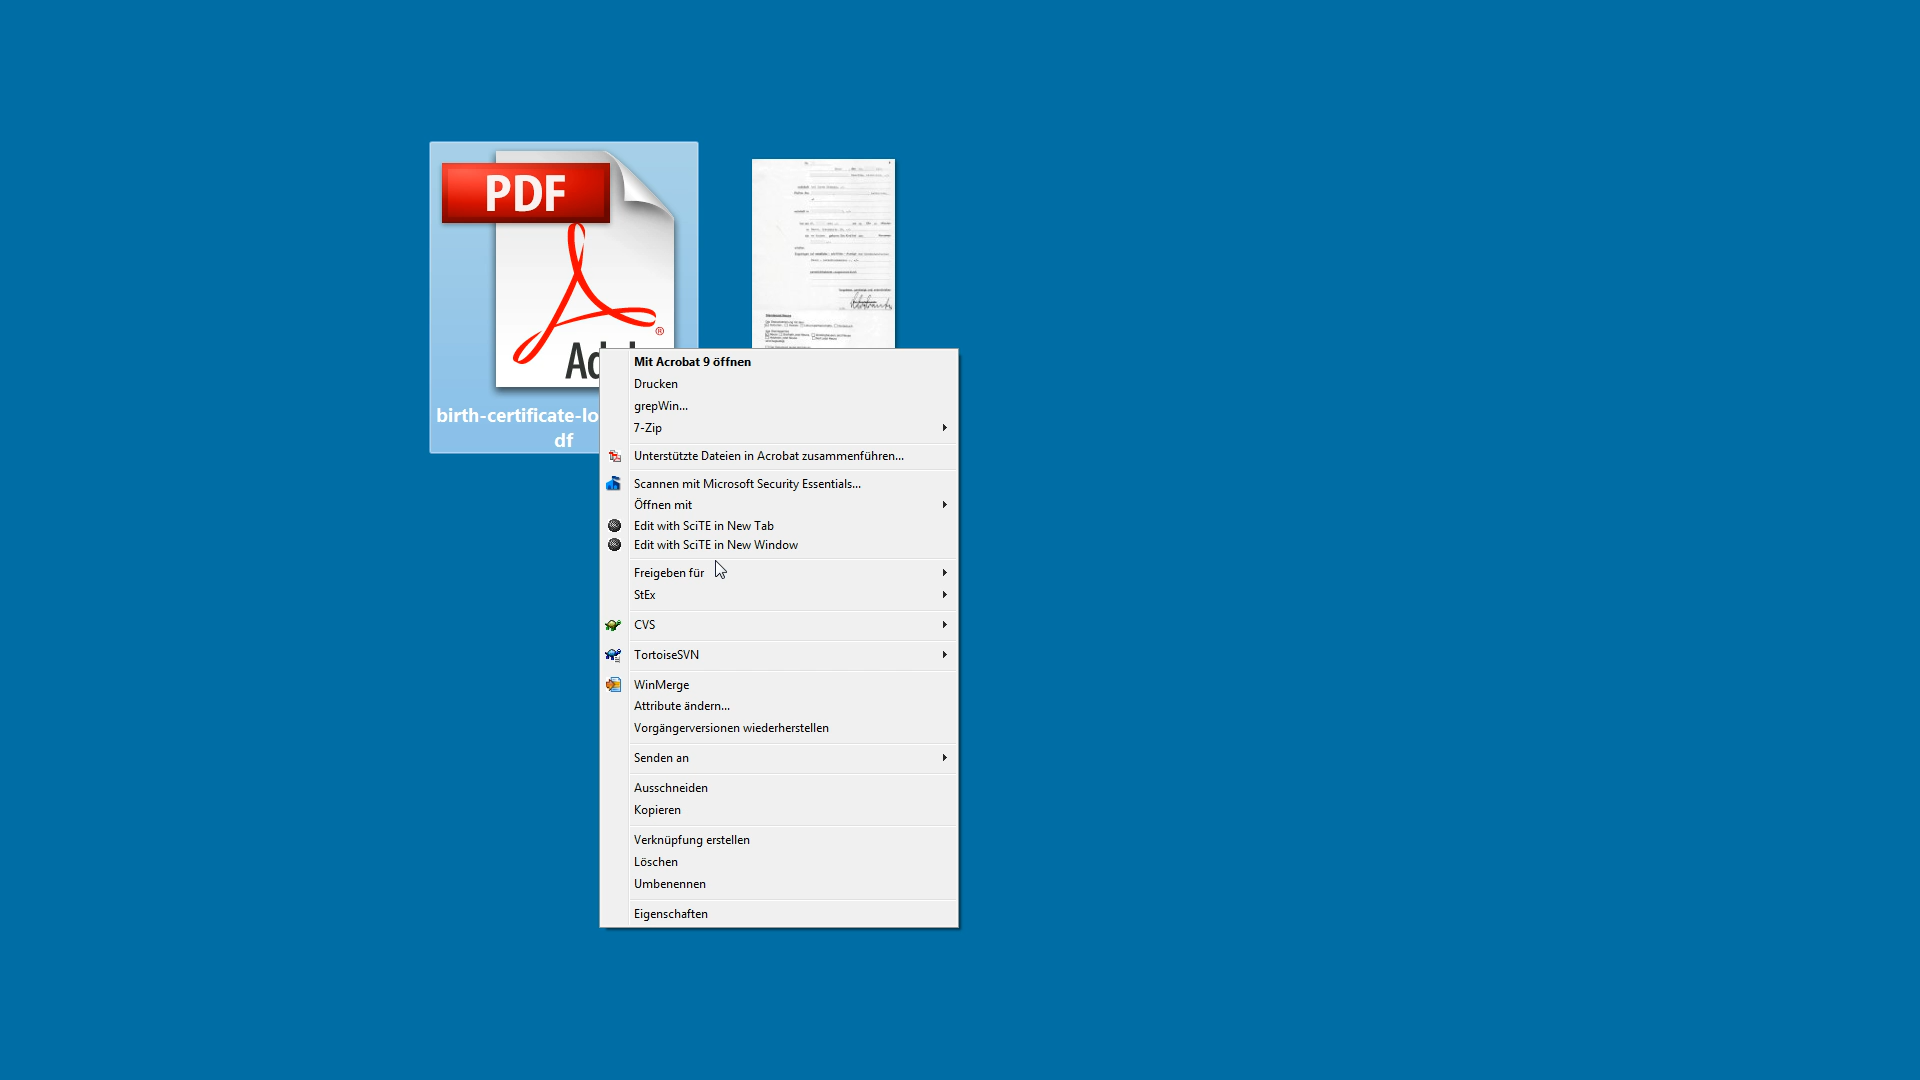 PDF
Ad
birth-certificate-lo
df
Mit Acrobat 9 öffnen
Drucken
grepWin...
7-Zip
Unterstützte Dateien in Acrobat zusammenführen...
Scannen mit Microsoft Security Essentials...
Öffnen mit
Edit with SciTE in New Tab
Edit with SciTE in New Window
Freigeben für
StEx
CVS
TortoiseSVN
WinMerge
Attribute ändern...
Vorgängerversionen wiederherstellen
Senden an
Ausschneiden
Kopieren
Verknüpfung erstellen
Löschen
Umbenennen
Eigenschaften